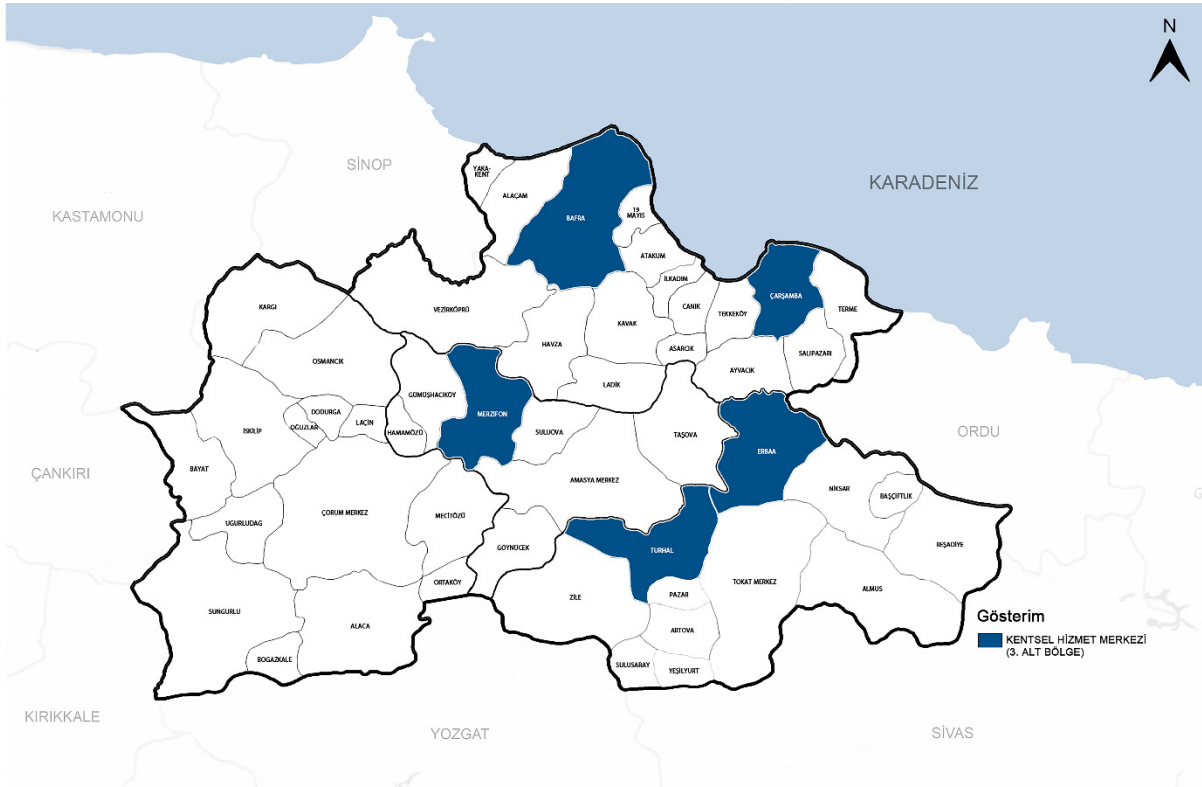 N
SİNOP
KARADENİZ
KASTAMONU
YAKA-
KENT
ALAÇAM
BAFRA
19
MAYIS
ATAKUM
İLKADIM
CANIK
TEKKEKÖY
ÇARŞAMBA
TERME
KARGI
VEZİRKÖPRÜ
HAVZA
KAVAK
ASARCIK
SALIPAZARI
AYVACIK
OSMANCIK
LADİK
GÜMÜŞHACIKÖY
MERZİFON
DODURGA
OĞUZLAR
LAÇİN
HAMAMÖZÜ
İSKİLİP
SULUOVA
TAŞOVA
ERBAA
ORDU
BAYAT
ÇANKIRI
AMASYA MERKEZ
NİKSAR
BAŞÇİFTLİK
UGURLUDAG
ÇORUM MERKEZ
MECİTÖZÜ
GÖYNÜCEK
TURHAL
REŞADİYE
ORTAKÖY
ZİLE
PAZAR
TOKAT MERKEZ
ALMUS
SUNGURLU
ALACA
ARTOVA
BOGAZKALE
SULUSARAY
YEŞİLYURT
Gösterim
KENTSEL HİZMET MERKEZİ
(3. ALT BÖLGE)
KIRIKKALE
YOZGAT
SİVAS